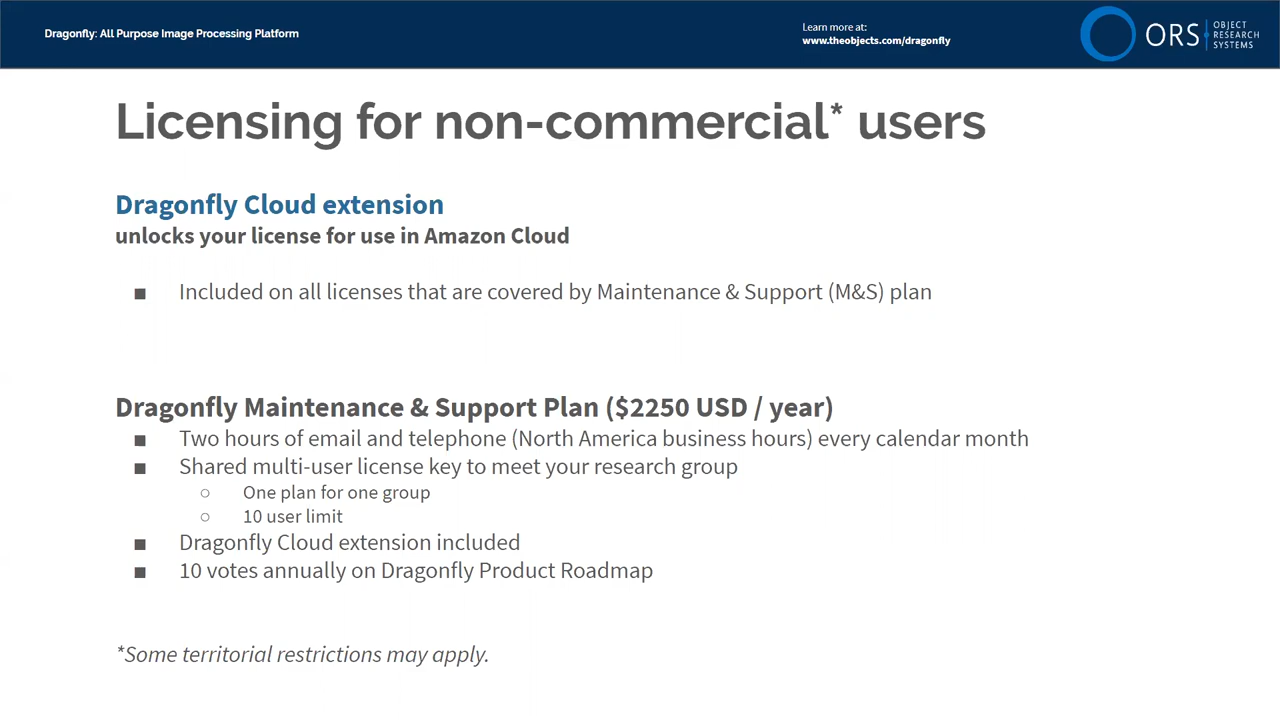 Dragonfly: All Purpose Image Processing Platform
Learn more at:
www.theobjects.com/dragonfly
ORS
OBJECT
RESEARCH
SYSTEMS
Licensing for non-commercial* users
Dragonfly Cloud extension
unlocks your license for use in Amazon Cloud
■ Included on all licenses that are covered by Maintenance & Support (M&S) plan
Dragonfly Maintenance & Support Plan ($2250 USD / year)
■ Two hours of email and telephone (North America business hours) every calendar month
■ Shared multi-user license key to meet your research group
○ One plan for one group
○ 10 user limit
■ Dragonfly Cloud extension included
■ 10 votes annually on Dragonfly Product Roadmap
*Some territorial restrictions may apply.